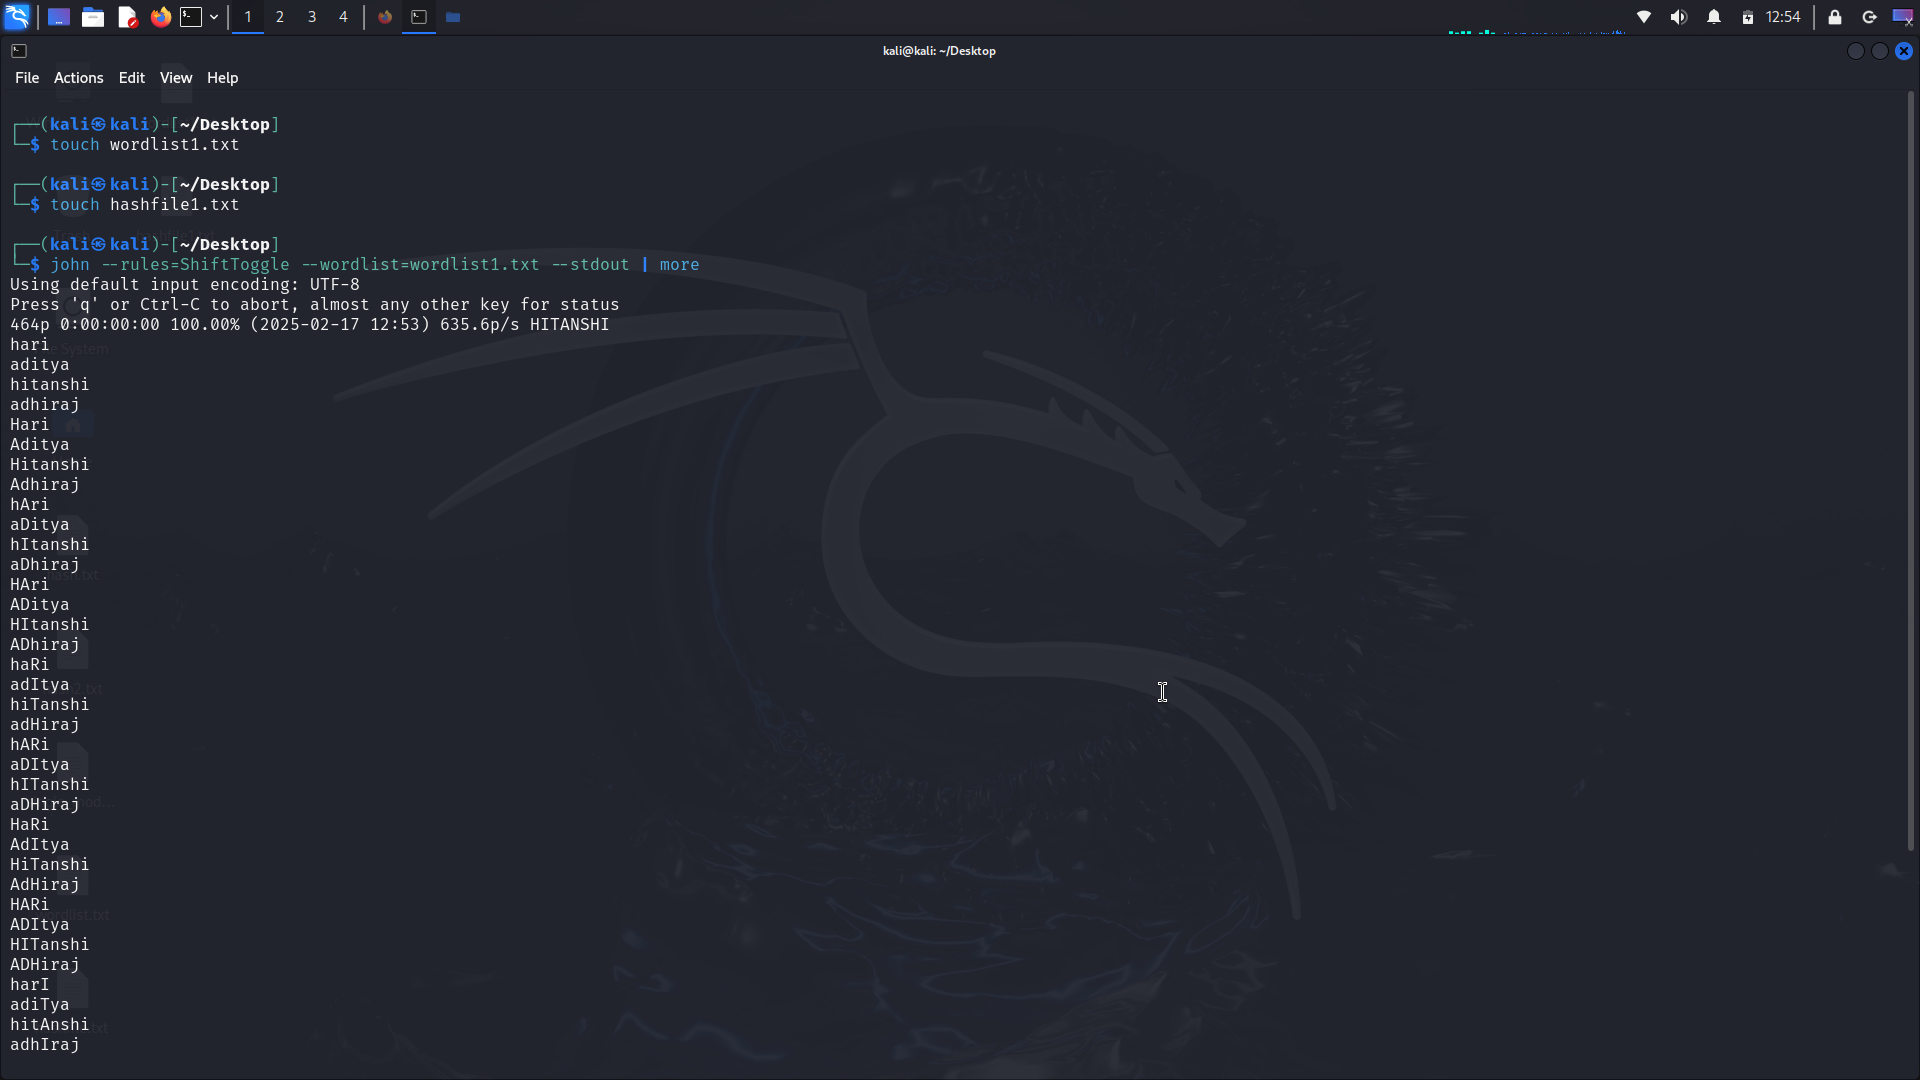 1 2 3 4 12:54
kali@kali: ~/Desktop
File Actions Edit View Help
┌──(kali㉿kali)-[~/Desktop]
└─$ touch wordlist1.txt
┌──(kali㉿kali)-[~/Desktop]
└─$ touch hashfile1.txt
┌──(kali㉿kali)-[~/Desktop]
└─$ john --rules=ShiftToggle --wordlist=wordlist1.txt --stdout | more
Using default input encoding: UTF-8
Press 'q' or Ctrl-C to abort, almost any other key for status
464p 0:00:00:00 100.00% (2025-02-17 12:53) 635.6p/s HITANSHI
hari
aditya
hitanshi
adhiraj
Hari
Aditya
Hitanshi
Adhiraj
hAri
aDitya
hItanshi
aDhiraj
HAri
ADitya
HItanshi
ADhiraj
haRi
adItya
hiTanshi
adHiraj
hARi
aDItya
hITanshi
aDHiraj
HaRi
AdItya
HiTanshi
AdHiraj
HARi
ADItya
HITanshi
ADHiraj
harI
adiTya
hitAnshi
adhIraj